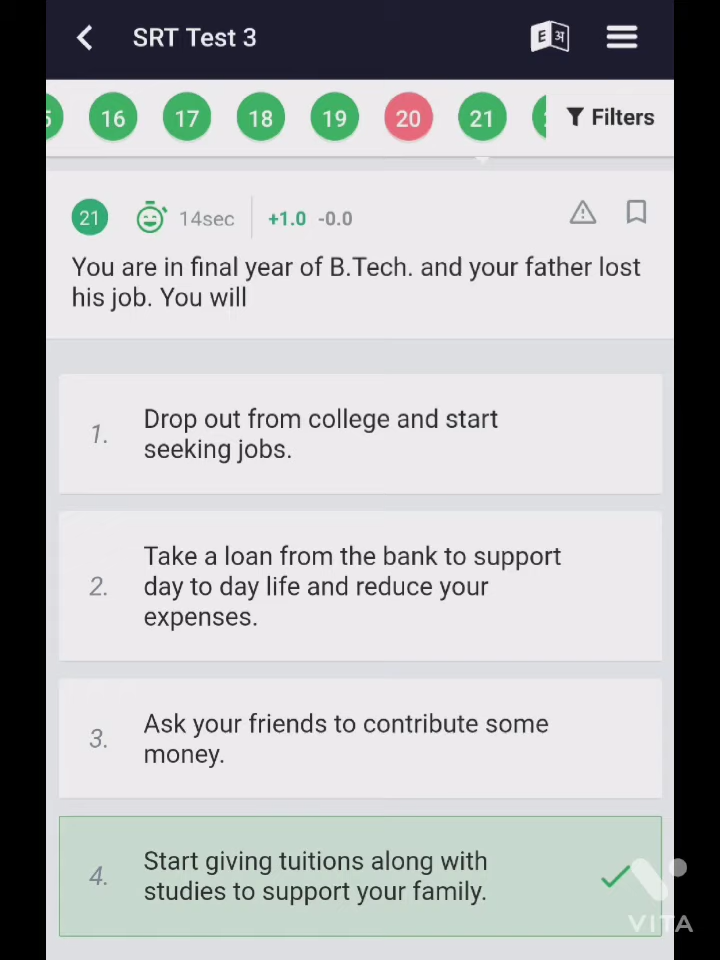 SRT Test 3
E अ
5 16 17 18 19 20 21 Filters
21 14sec +1.0 -0.0
You are in final year of B.Tech. and your father lost
his job. You will
1. Drop out from college and start
seeking jobs.
2. Take a loan from the bank to support
day to day life and reduce your
expenses.
3. Ask your friends to contribute some
money.
4. Start giving tuitions along with
studies to support your family.
VITA